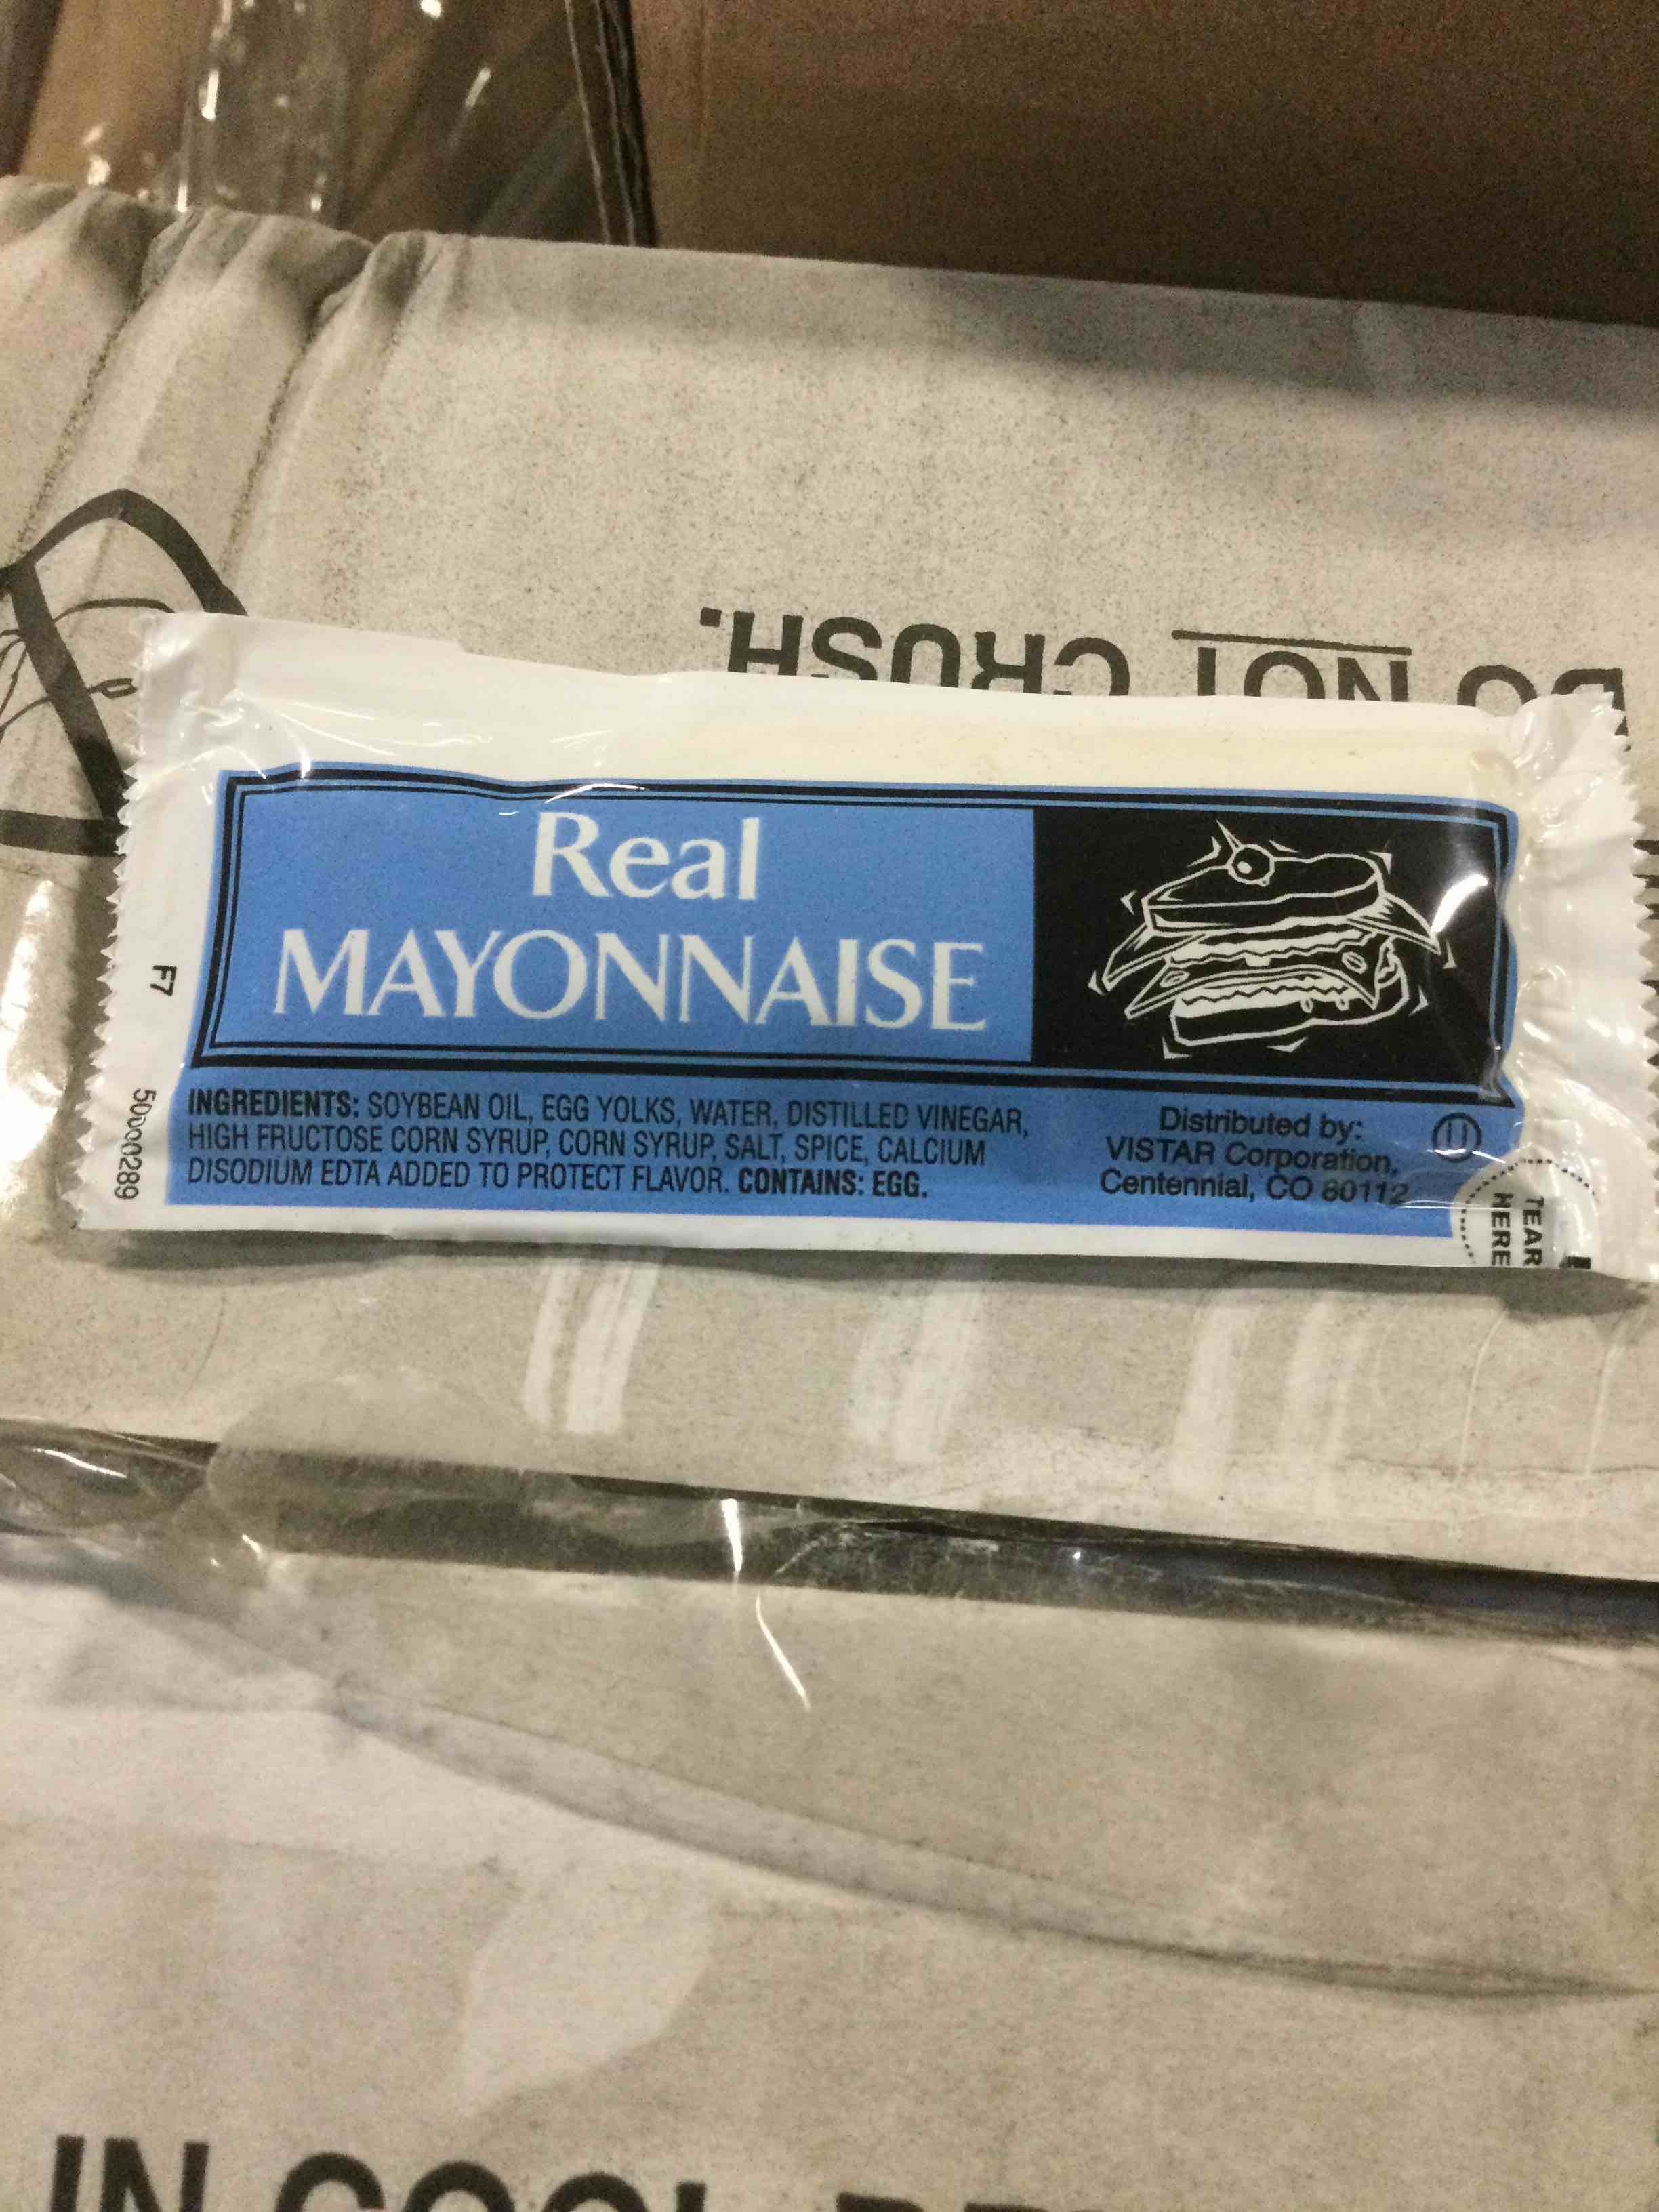 DO NOT CRUSH.
Real
MAYONNAISE
F7
50000289
INGREDIENTS: SOYBEAN OIL, EGG YOLKS, WATER, DISTILLED VINEGAR,
HIGH FRUCTOSE CORN SYRUP, CORN SYRUP, SALT, SPICE, CALCIUM
DISODIUM EDTA ADDED TO PROTECT FLAVOR. CONTAINS: EGG.
Distributed by:
VISTAR Corporation,
Centennial, CO 80112
U
TEAR
HERE
IN COOL